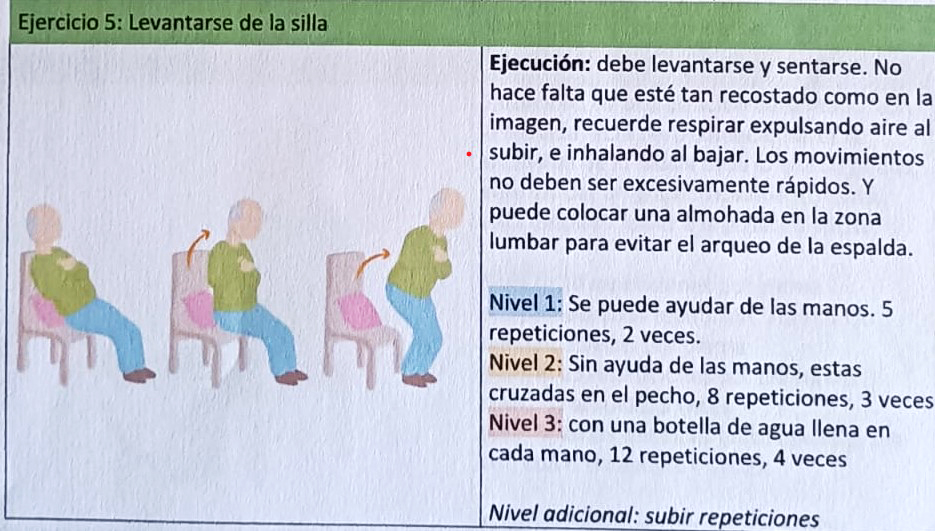 Ejercicio 5: Levantarse de la silla
Ejecución: debe levantarse y sentarse. No
hace falta que esté tan recostado como en la
imagen, recuerde respirar expulsando aire al
subir, e inhalando al bajar. Los movimientos
no deben ser excesivamente rápidos. Y
puede colocar una almohada en la zona
lumbar para evitar el arqueo de la espalda.
Nivel 1: Se puede ayudar de las manos. 5
repeticiones, 2 veces.
Nivel 2: Sin ayuda de las manos, estas
cruzadas en el pecho, 8 repeticiones, 3 veces
Nivel 3: con una botella de agua llena en
cada mano, 12 repeticiones, 4 veces
Nivel adicional: subir repeticiones